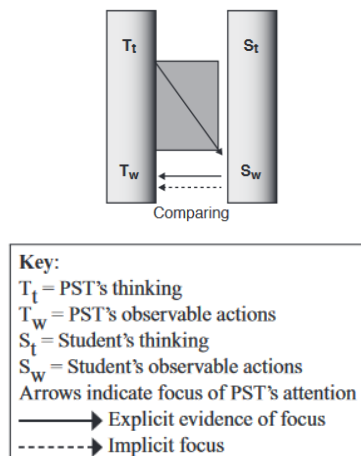 Tt St
Tw Sw
Comparing
Key:
Tt = PST's thinking
Tw = PST's observable actions
St = Student's thinking
Sw = Student's observable actions
Arrows indicate focus of PST's attention
Explicit evidence of focus
Implicit focus